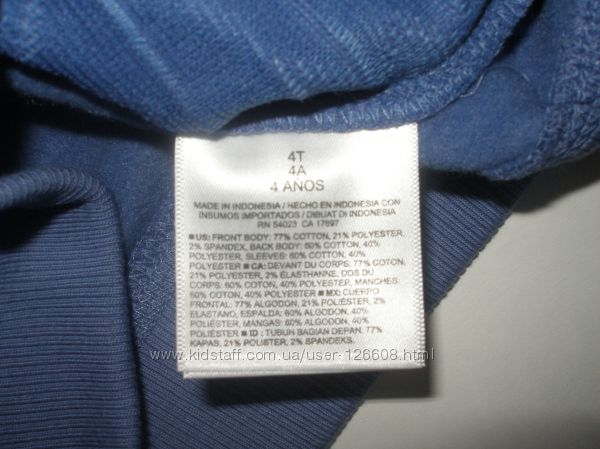 4T
4A
4 ANOS
MADE IN INDONESIA / HECHO EN INDONESIA CON
INSUMOS IMPORTADOS / DIBUAT DI INDONESIA
RN 54023 CA 17897
■ US: FRONT BODY: 77% COTTON, 21% POLYESTER,
2% SPANDEX, BACK BODY: 60% COTTON, 40%
POLYESTER, SLEEVES: 60% COTTON, 40%
POLYESTER ■ CA: DEVANT DU CORPS: 77% COTON,
21% POLYESTER, 2% ÉLASTHANNE, DOS DU
CORPS: 60% COTON, 40% POLYESTER, MANCHES:
60% COTON, 40% POLYESTER ■ MX: CUERPO
FRONTAL: 77% ALGODON, 21% POLIÉSTER, 2%
ELASTANO, ESPALDA: 60% ALGODON, 40%
POLIÉSTER, MANGAS: 60% ALGODON, 40%
POLIÉSTER ■ ID : TUBUH BAGIAN DEPAN: 77%
KAPAS, 21% POLIESTER, 2% SPANDEKS.
www.kidstaff.com.ua/user-126608.html